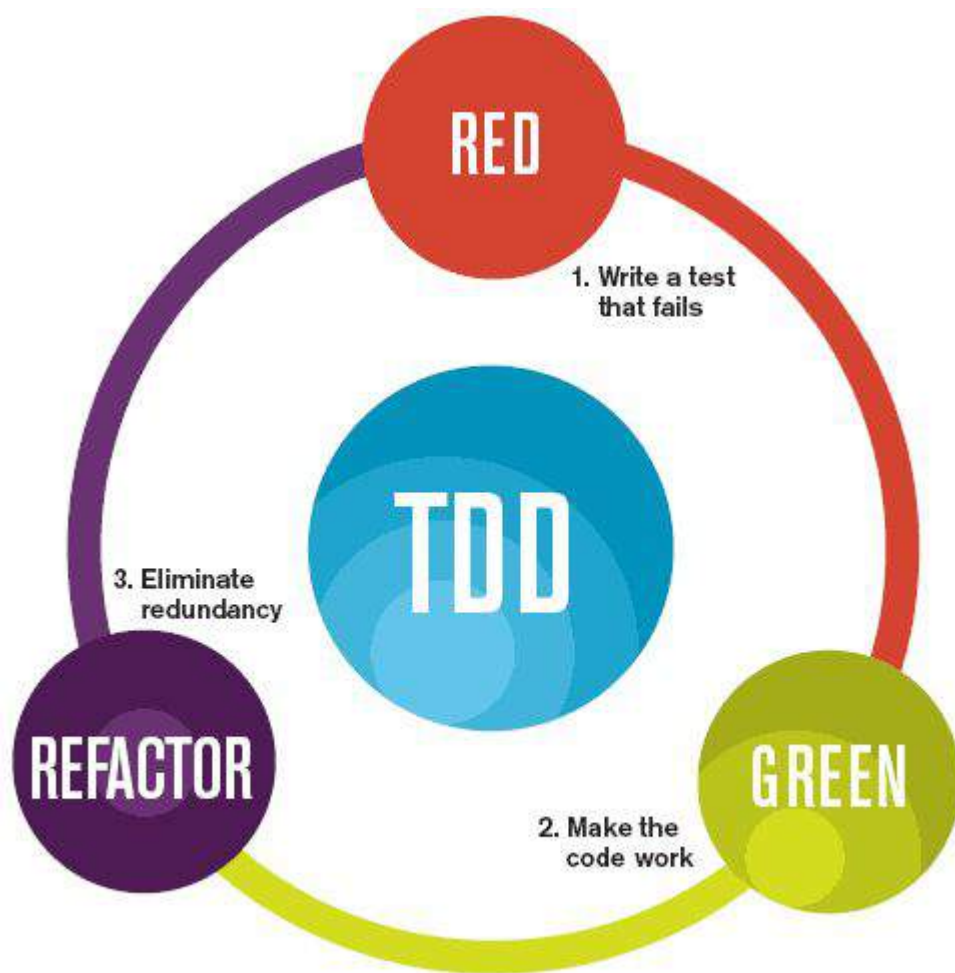 RED
1. Write a test
that fails
TDD
3. Eliminate
redundancy
REFACTOR
GREEN
2. Make the
code work